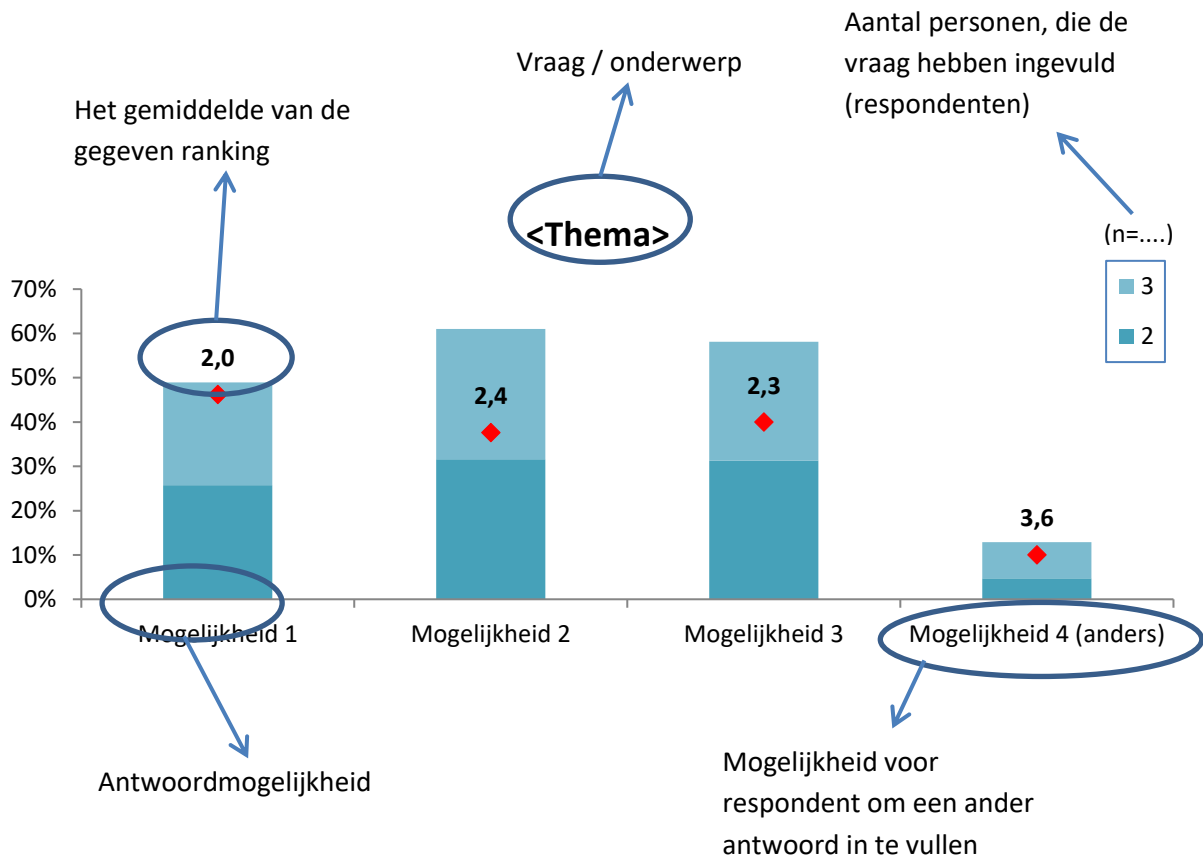 Aantal personen, die de
vraag hebben ingevuld
(respondenten)
Vraag / onderwerp
Het gemiddelde van de
gegeven ranking
<Thema>
(n=....)
3
2
70%
60%
50%
40%
30%
20%
10%
0%
2,0
2,4
2,3
3,6
Mogelijkheid 1
Mogelijkheid 2
Mogelijkheid 3
Mogelijkheid 4 (anders)
Antwoordmogelijkheid
Mogelijkheid voor
respondent om een ander
antwoord in te vullen